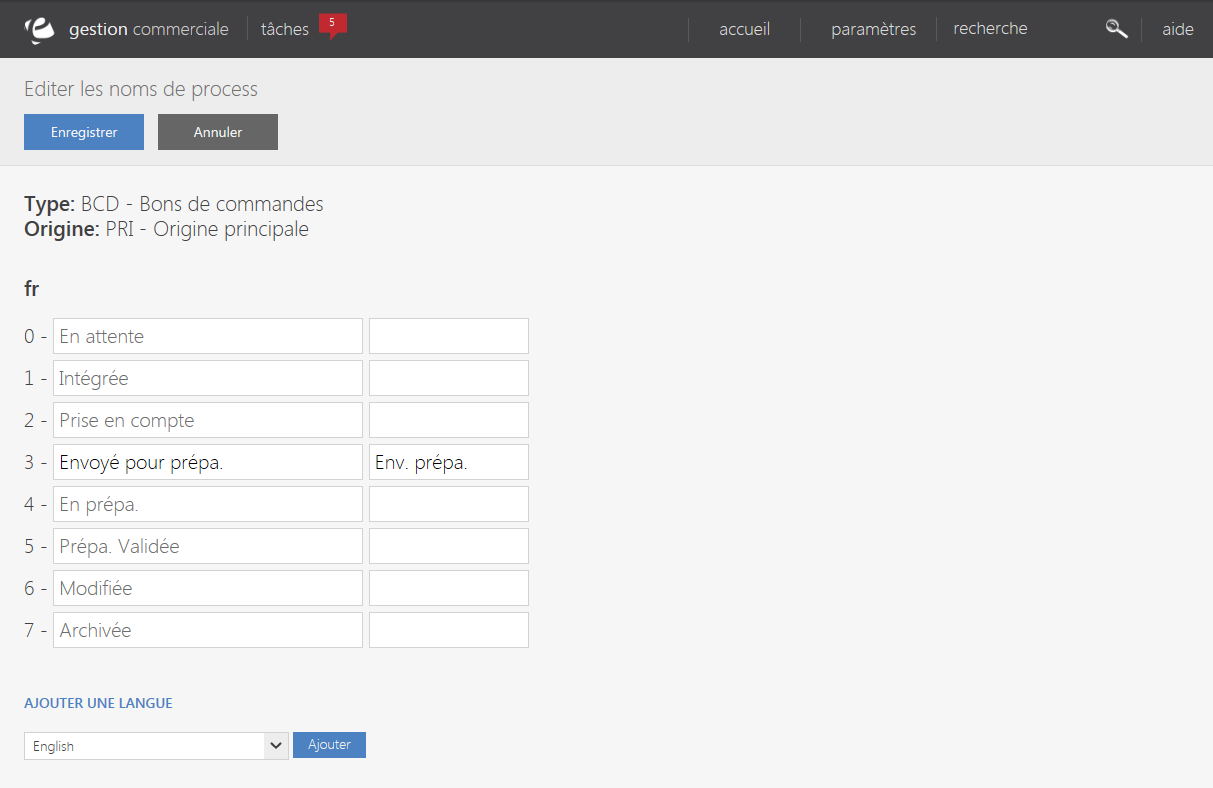 gestion commerciale tâches 5 accueil paramètres recherche aide
Editer les noms de process
Enregistrer Annuler
Type: BCD - Bons de commandes
Origine: PRI - Origine principale
fr
0 - En attente
1 - Intégrée
2 - Prise en compte
3 - Envoyé pour prépa. Env. prépa.
4 - En prépa.
5 - Prépa. Validée
6 - Modifiée
7 - Archivée
AJOUTER UNE LANGUE
English Ajouter